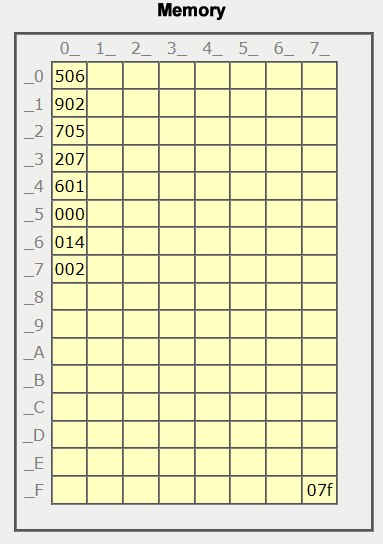 Memory
0_ 1_ 2_ 3_ 4_ 5_ 6_ 7_
_0 506
_1 902
_2 705
_3 207
_4 601
_5 000
_6 014
_7 002
_8
_9
_A
_B
_C
_D
_E
_F 07f